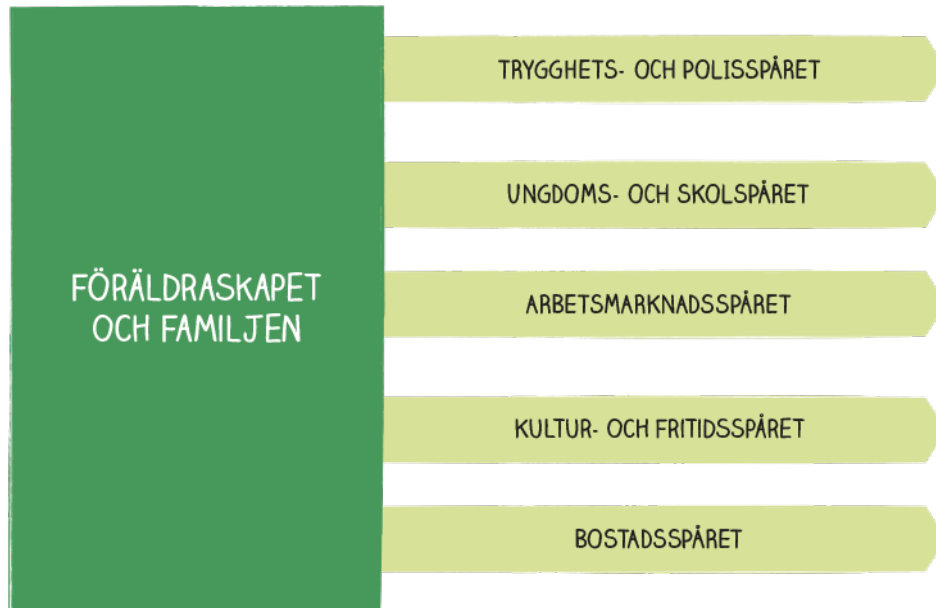 FÖRÄLDRASKAPET
OCH FAMILJEN
TRYGGHETS- OCH POLISSPÅRET
UNGDOMS- OCH SKOLSPÅRET
ARBETSMARKNADSSPÅRET
KULTUR- OCH FRITIDSSPÅRET
BOSTADSSPÅRET